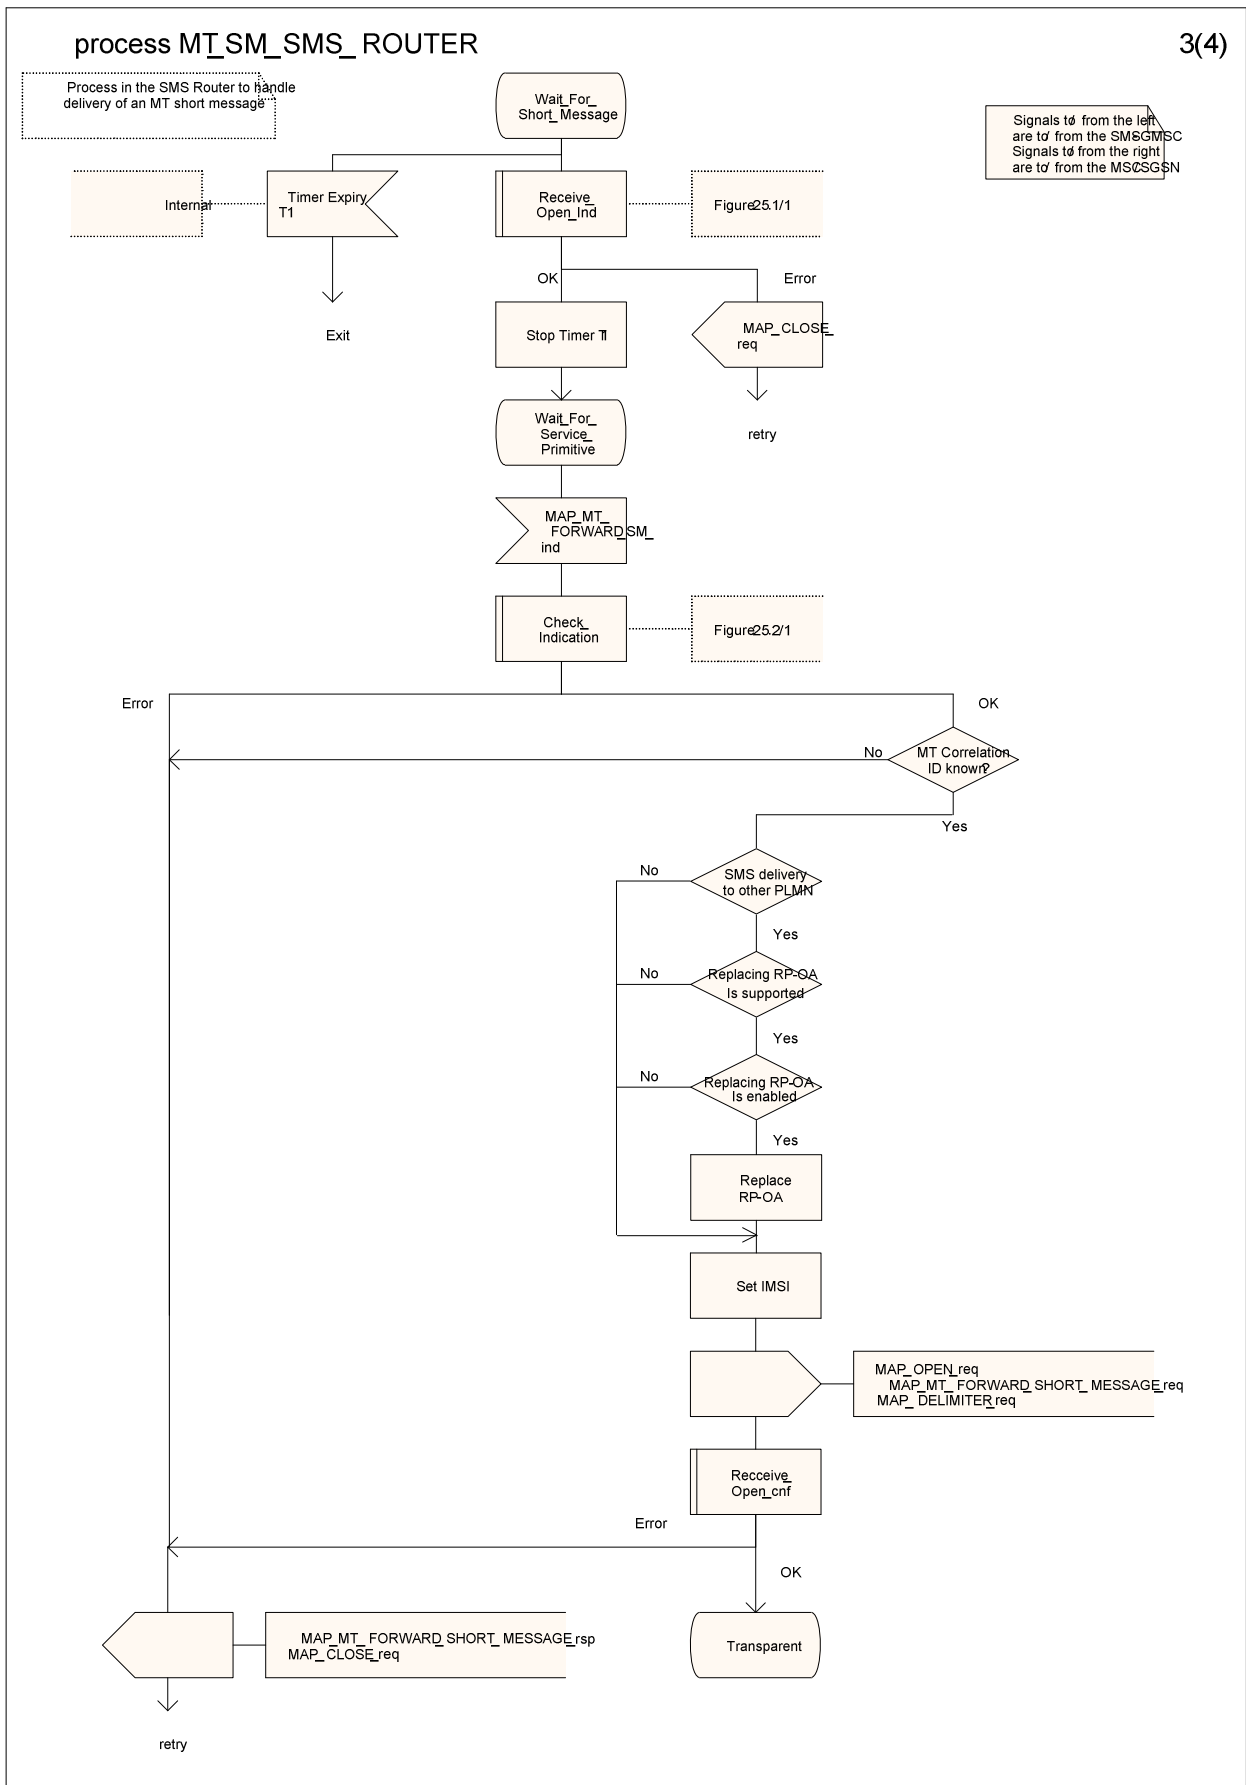 process MT_SM_SMS_ROUTER
3(4)
Process in the SMS Router to handle
delivery of an MT short message
Wait_For_
Short_Message
Signals to/ from the left
are to/ from the SMS-GMSC
Signals to/from the right
are to/ from the MSC/SGSN
Internal
Timer Expiry
T1
Receive_
Open_Ind
Figure 25.1/1
OK
Error
Exit
Stop Timer T1
MAP_CLOSE_
req
Wait_For_
Service_
Primitive
retry
MAP_MT_
FORWARD_SM_
ind
Check_
Indication
Figure 25.2/1
Error
OK
No
MT Correlation
ID known?
Yes
No
SMS delivery
to other PLMN
Yes
No
Replacing RP-OA
Is supported
Yes
No
Replacing RP-OA
Is enabled
Yes
Replace
RP-OA
Set IMSI
MAP_OPEN_req
MAP_MT_FORWARD_SHORT_MESSAGE_req
MAP_DELIMITER_req
Recceive_
Open_cnf
Error
OK
MAP_MT_FORWARD_SHORT_MESSAGE_rsp
MAP_CLOSE_req
Transparent
retry